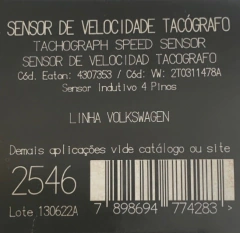 SENSOR DE VELOCIDADE TACÓGRAFO
TACHOGRAPH SPEED SENSOR
SENSOR DE VELOCIDAD TACOGRAFO
Cód. Eaton: 4307353 / Cód: VW: 2T0311478A
Sensor Indutivo 4 Pinos
LINHA VOLKSWAGEN
Demais aplicações vide catálogo ou site
2546
Lote 130622A
7 898694 774283 >